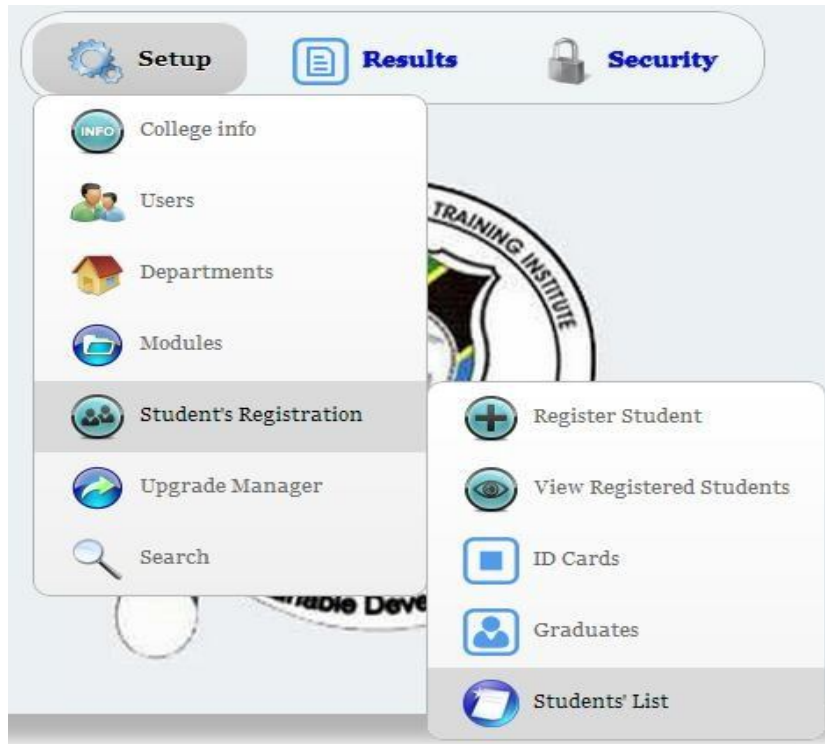 Setup
Results
Security
College info
Users
Departments
Modules
Student's Registration
Upgrade Manager
Search
Register Student
View Registered Students
ID Cards
Graduates
Students' List
INFO
TRAINING INSTITUTE